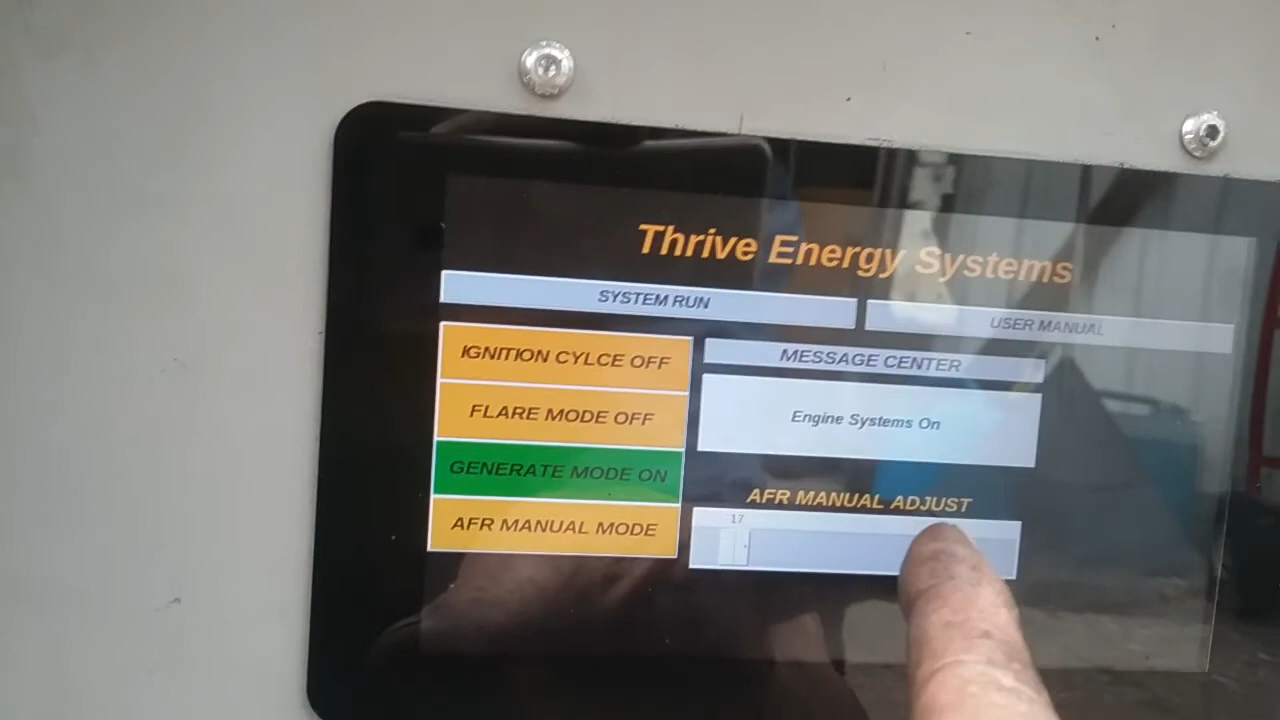 Thrive Energy Systems
SYSTEM RUN
USER MANUAL
IGNITION CYLCE OFF
MESSAGE CENTER
FLARE MODE OFF
Engine Systems On
GENERATE MODE ON
AFR MANUAL ADJUST
AFR MANUAL MODE
17